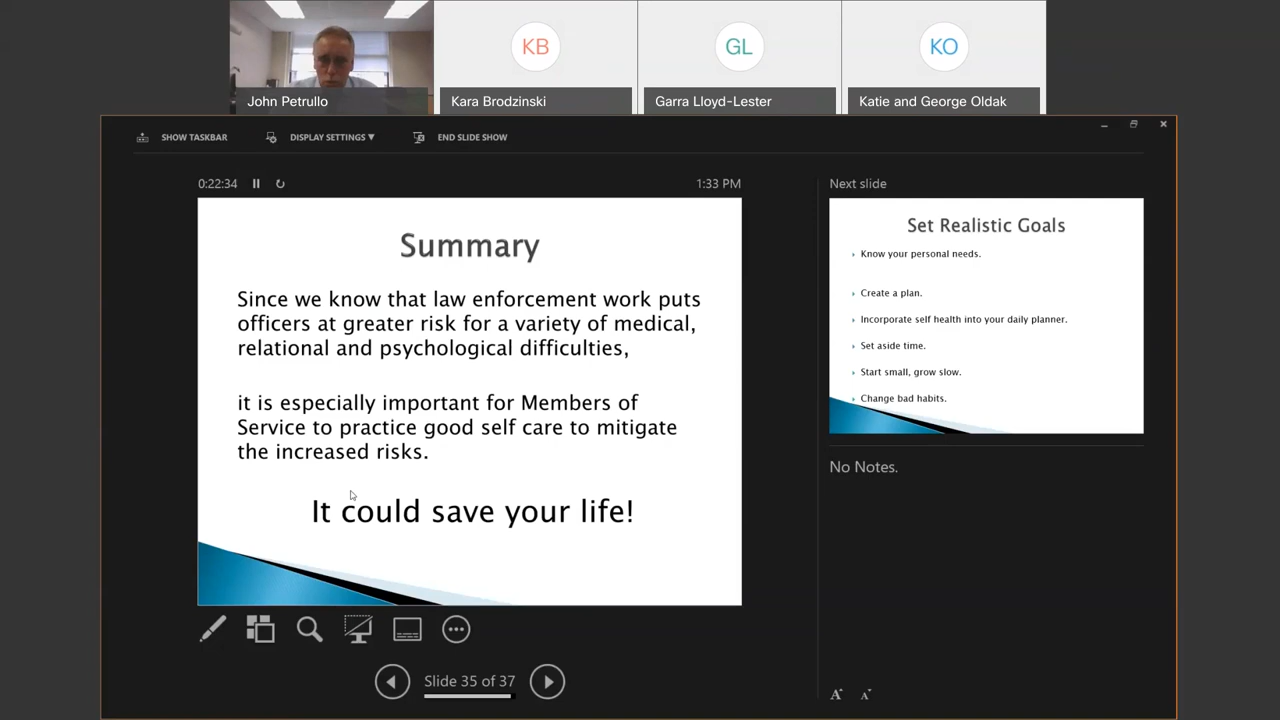 KB
GL
KO
John Petrullo
Kara Brodzinski
Garra Lloyd-Lester
Katie and George Oldak
SHOW TASKBAR
DISPLAY SETTINGS ▼
END SLIDE SHOW
0:22:34
1:33 PM
Summary
Since we know that law enforcement work puts
officers at greater risk for a variety of medical,
relational and psychological difficulties,
it is especially important for Members of
Service to practice good self care to mitigate
the increased risks.
It could save your life!
Slide 35 of 37
Next slide
Set Realistic Goals
Know your personal needs.
Create a plan.
Incorporate self health into your daily planner.
Set aside time.
Start small, grow slow.
Change bad habits.
No Notes.
A A